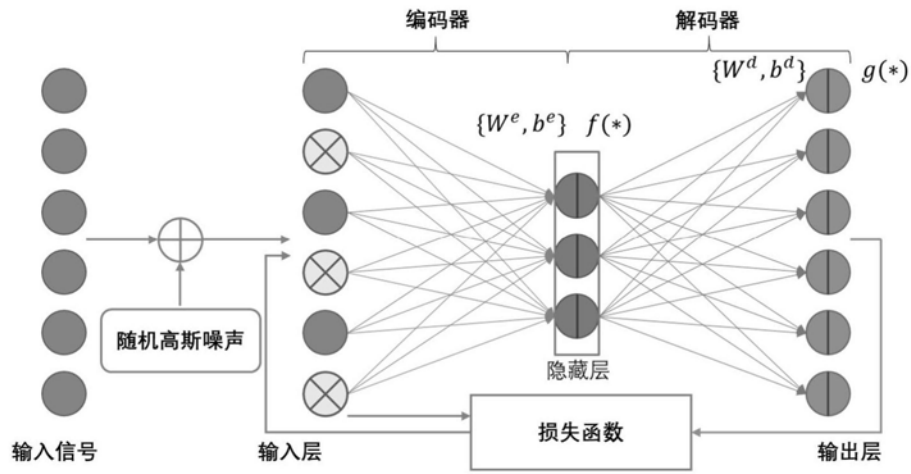 编码器
解码器
{W^d, b^d} g(*)
{W^e, b^e} f(*)
随机高斯噪声
隐藏层
损失函数
输入信号
输入层
输出层